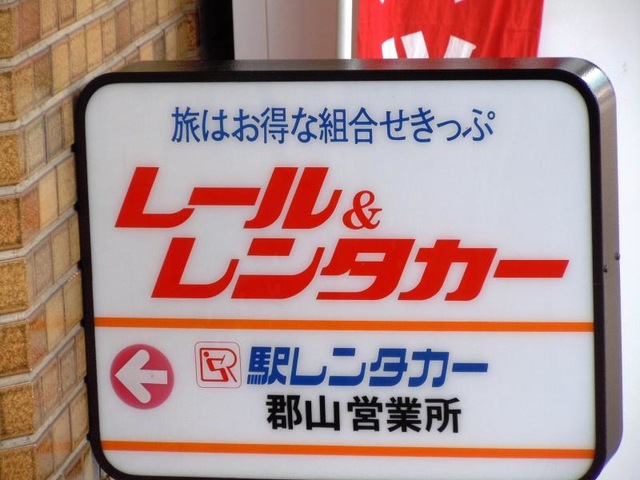 旅はお得な組合せきっぷ
レール&
レンタカー
駅レンタカー
郡山営業所